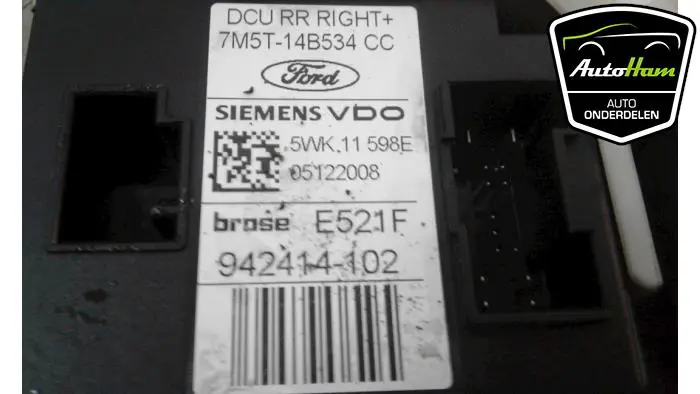 DCU RR RIGHT+
7M5T-14B534 CC
Ford
SIEMENS VDO
5WK 11 598E
05122008
brose E521F
942414-102
AutoHam
AUTO
ONDERDELEN